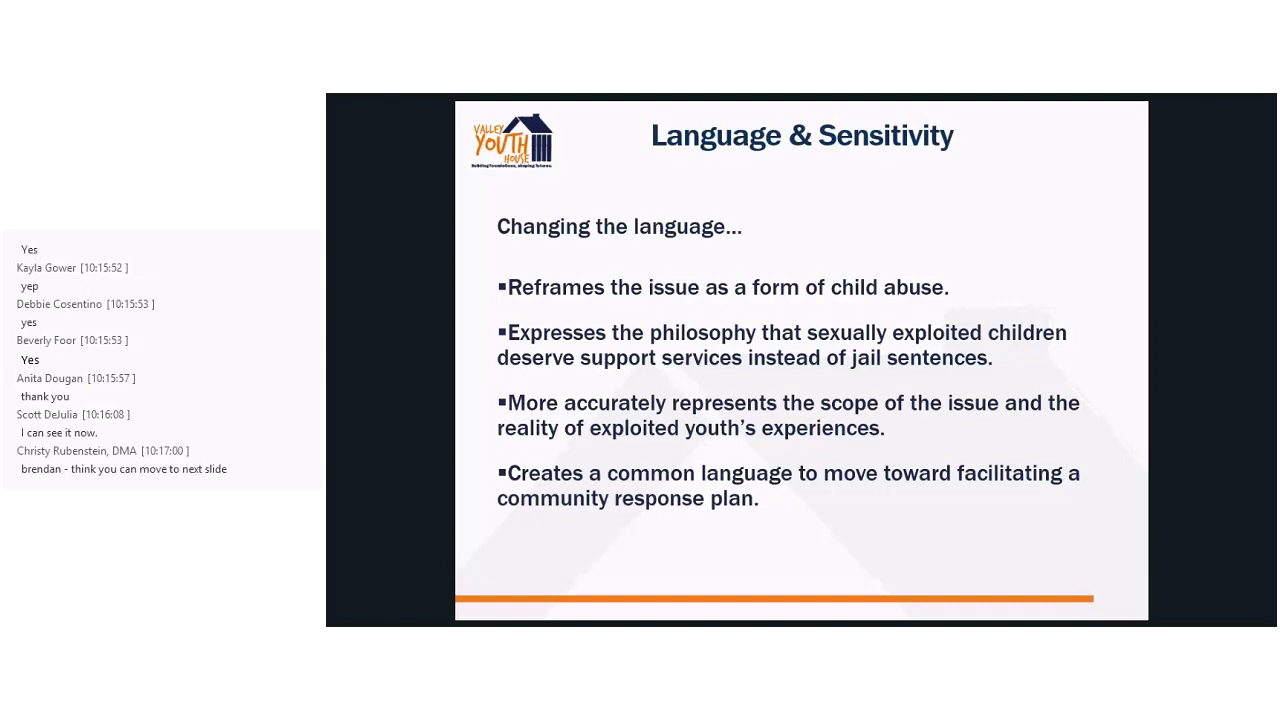 Yes
Kayla Gower [10:15:52 ]
yep
Debbie Cosentino [10:15:53 ]
yes
Beverly Foor [10:15:53 ]
Yes
Anita Dougan [10:15:57 ]
thank you
Scott DeJulia [10:16:08 ]
I can see it now.
Christy Rubenstein, DMA [10:17:00 ]
brendan - think you can move to next slide
VALLEY
YOUTH
HOUSE
Building foundations, shaping futures.
Language & Sensitivity
Changing the language...
▪Reframes the issue as a form of child abuse.
▪Expresses the philosophy that sexually exploited children
deserve support services instead of jail sentences.
▪More accurately represents the scope of the issue and the
reality of exploited youth's experiences.
▪Creates a common language to move toward facilitating a
community response plan.